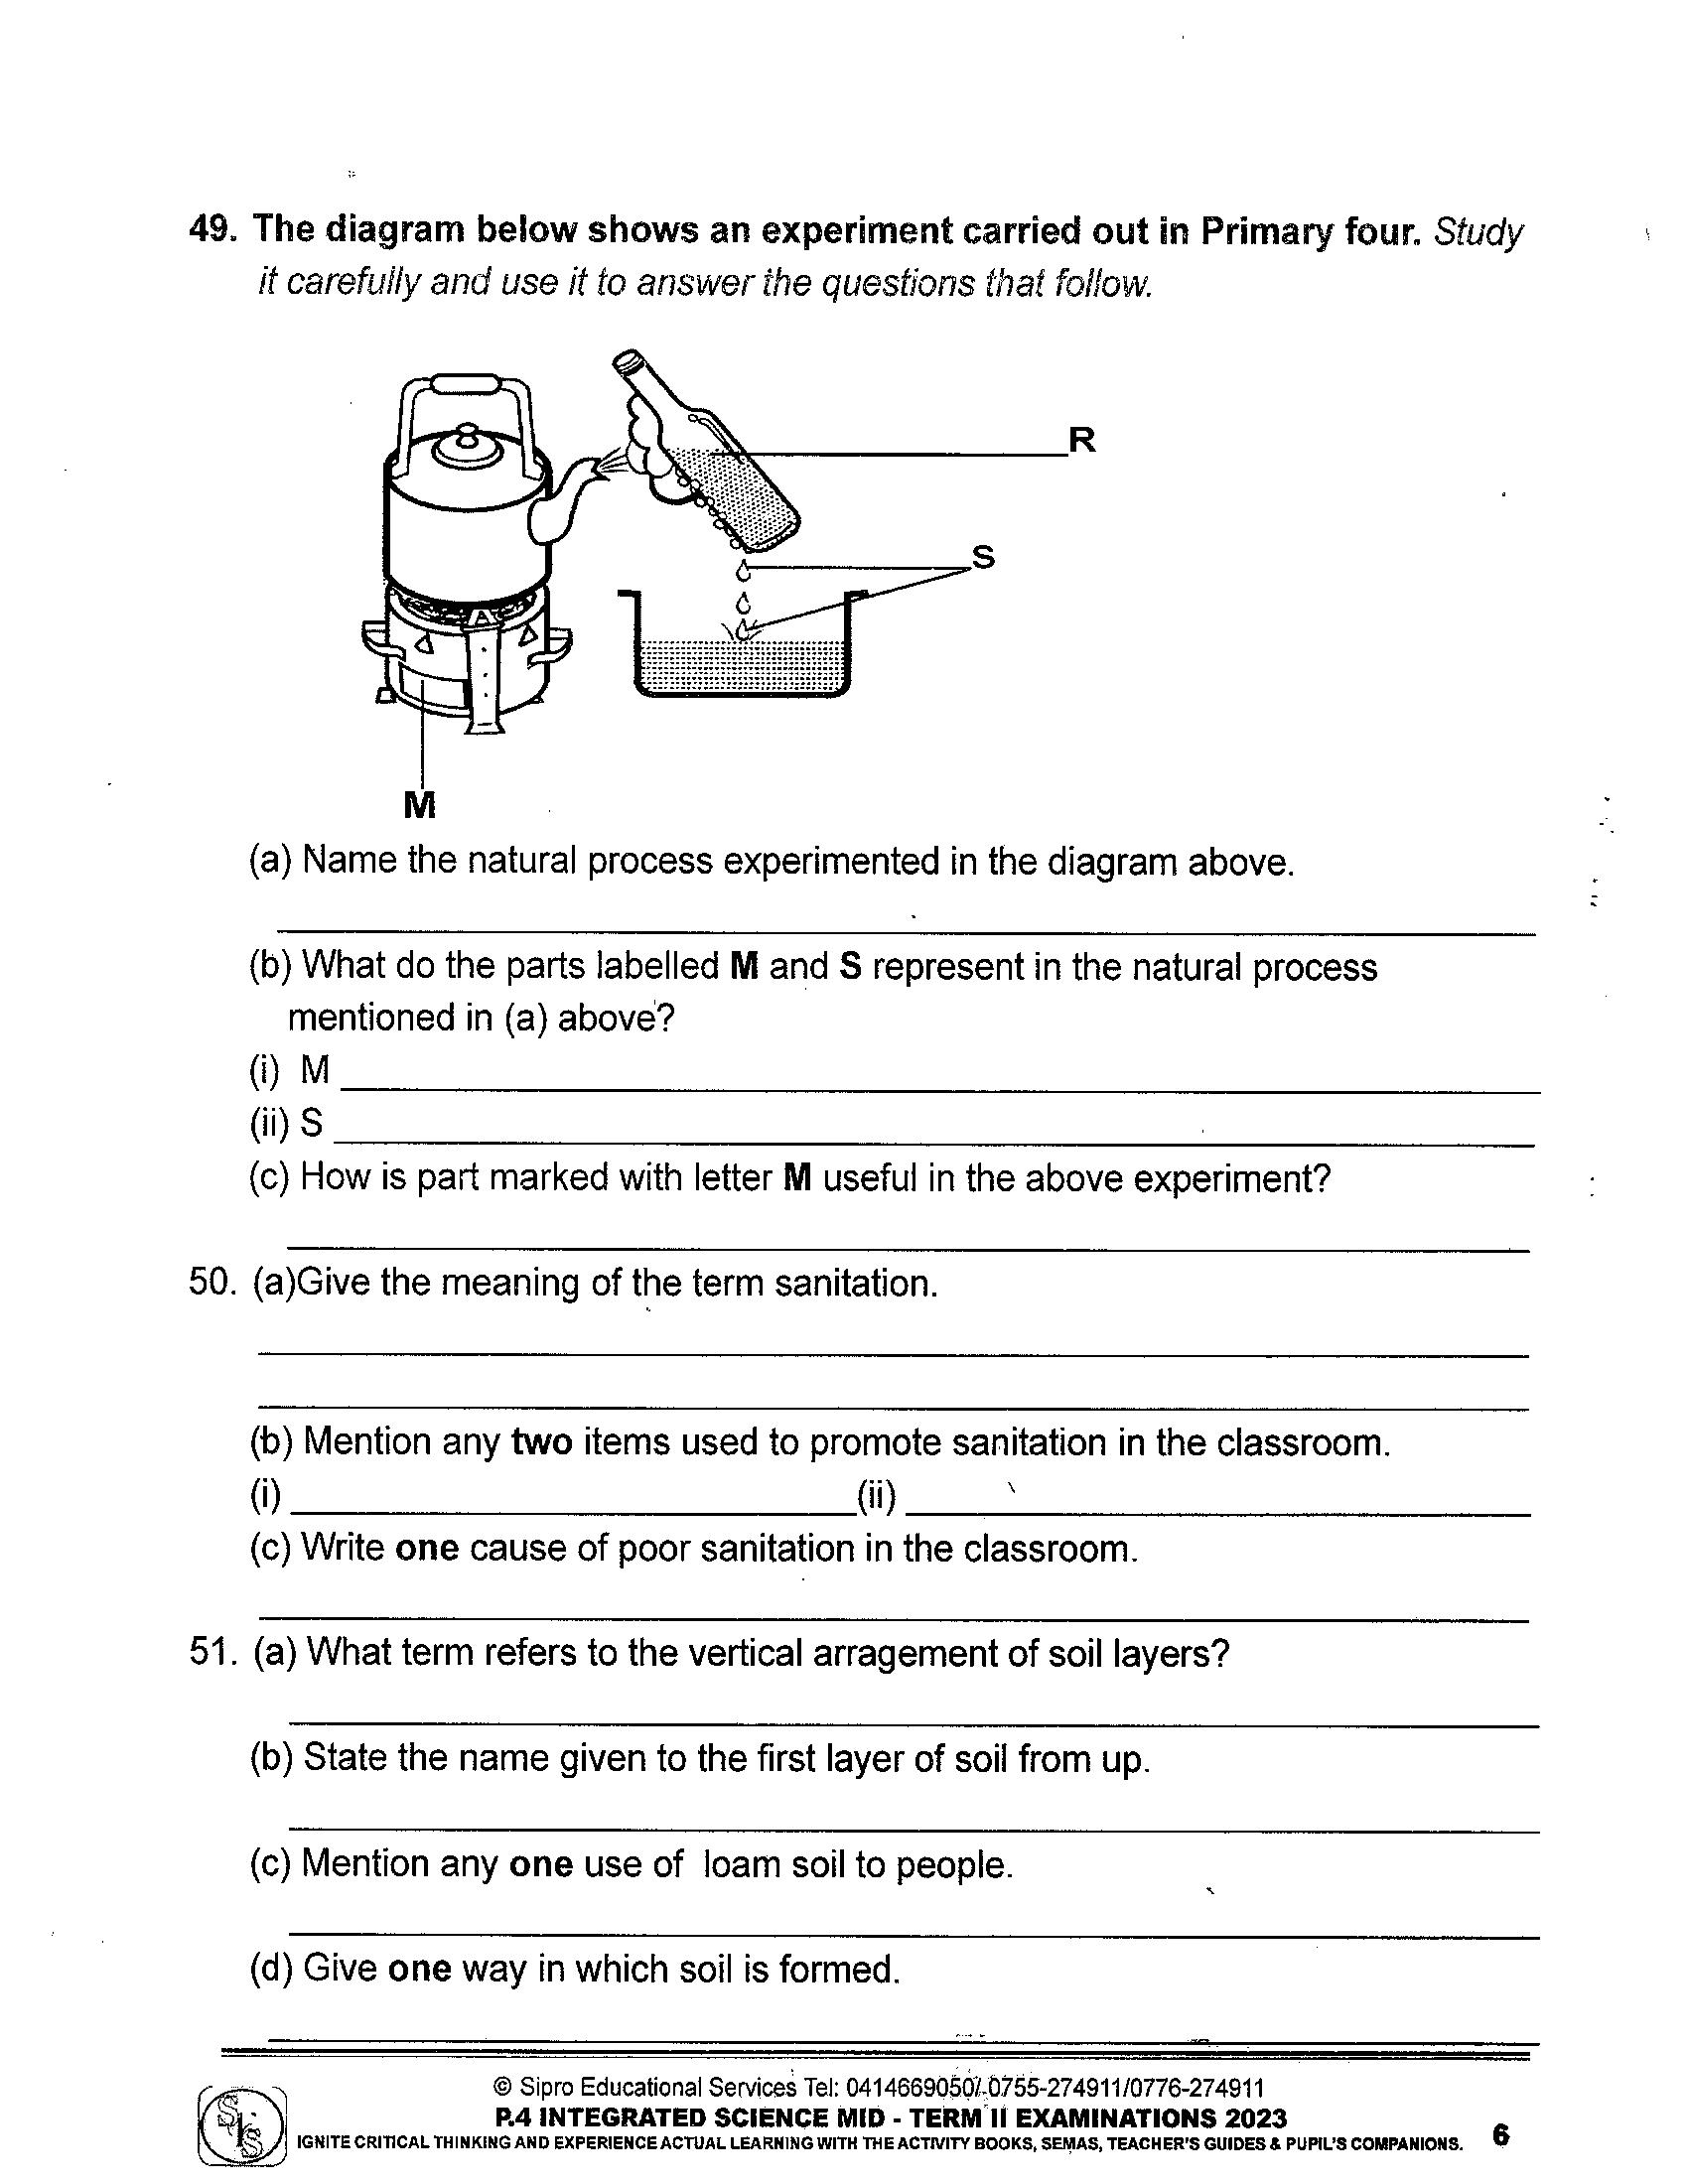 49. The diagram below shows an experiment carried out in Primary four. Study
it carefully and use it to answer the questions that follow.
R
S
M
(a) Name the natural process experimented in the diagram above.
(b) What do the parts labelled M and S represent in the natural process
mentioned in (a) above?
(i) M
(ii) S
(c) How is part marked with letter M useful in the above experiment?
50. (a)Give the meaning of the term sanitation.
(b) Mention any two items used to promote sanitation in the classroom.
(i) (ii)
(c) Write one cause of poor sanitation in the classroom.
51. (a) What term refers to the vertical arragement of soil layers?
(b) State the name given to the first layer of soil from up.
(c) Mention any one use of loam soil to people.
(d) Give one way in which soil is formed.
© Sipro Educational Services Tel: 0414669050/.0755-274911/0776-274911
P.4 INTEGRATED SCIENCE MID - TERM II EXAMINATIONS 2023
IGNITE CRITICAL THINKING AND EXPERIENCE ACTUAL LEARNING WITH THE ACTIVITY BOOKS, SEMAS, TEACHER'S GUIDES & PUPIL'S COMPANIONS.
6
SIS